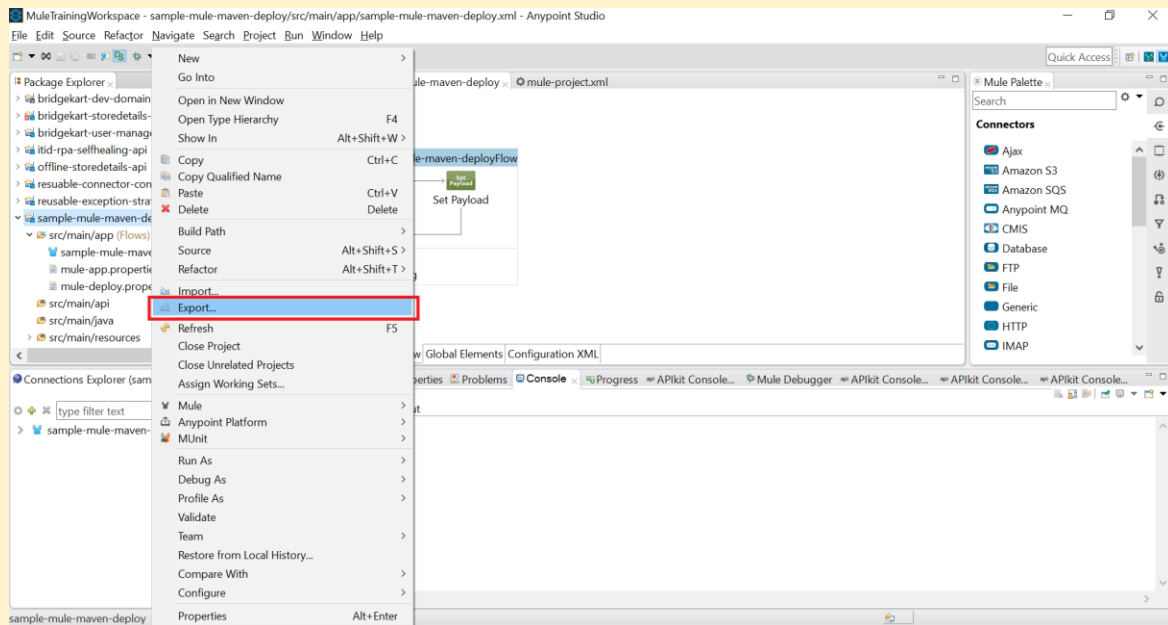 MuleTrainingWorkspace - sample-mule-maven-deploy/src/main/app/sample-mule-maven-deploy.xml - Anypoint Studio
File Edit Source Refactor Navigate Search Project Run Window Help
Quick Access
Package Explorer
bridgekart-dev-domain
bridgekart-storedetails-
bridgekart-user-manage
itid-rpa-selfhealing-api
offline-storedetails-api
resuable-connector-con
reusable-exception-stra
sample-mule-maven-de
src/main/app (Flows)
sample-mule-mave
mule-app.propertie
mule-deploy.prope
src/main/api
src/main/java
src/main/resources
New
Go Into
Open in New Window
Open Type Hierarchy F4
Show In Alt+Shift+W >
Copy Ctrl+C
Copy Qualified Name
Paste Ctrl+V
Delete Delete
Build Path
Source Alt+Shift+S >
Refactor Alt+Shift+T >
Import...
Export...
Refresh F5
Close Project
Close Unrelated Projects
Assign Working Sets...
Mule
Anypoint Platform
MUnit
Run As
Debug As
Profile As
Validate
Team
Restore from Local History...
Compare With
Configure
Properties Alt+Enter
ule-maven-deploy mule-project.xml
le-maven-deployFlow
Set Payload
Set Payload
g
w Global Elements Configuration XML
Mule Palette
Search
Connectors
Ajax
Amazon S3
Amazon SQS
Anypoint MQ
CMIS
Database
FTP
File
Generic
HTTP
IMAP
Connections Explorer (sam
type filter text
sample-mule-maven-
perties Problems Console Progress APIkit Console... Mule Debugger APIkit Console... APIkit Console... APIkit Console...
ut
sample-mule-maven-deploy